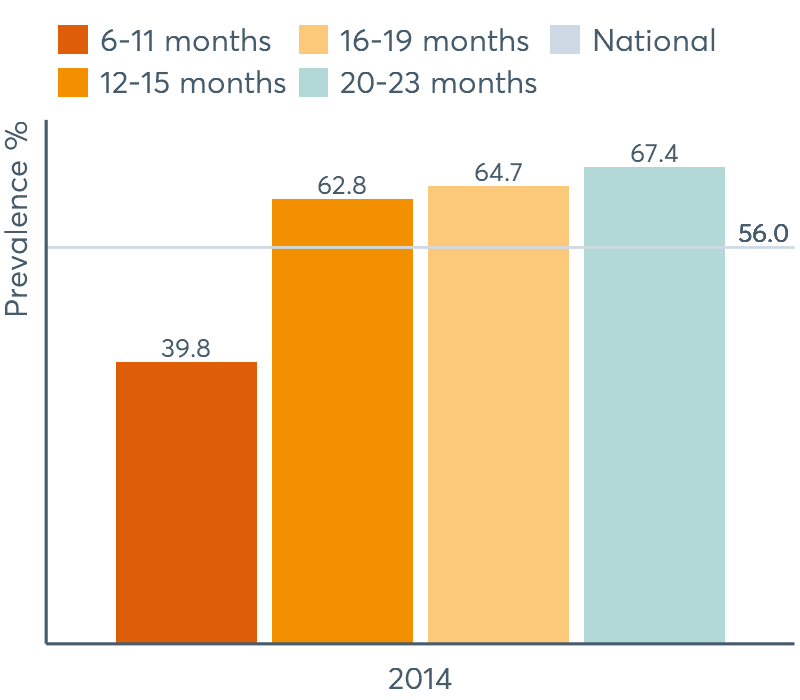 6-11 months
16-19 months
National
12-15 months
20-23 months
Prevalence %
67.4
64.7
62.8
56.0
39.8
2014